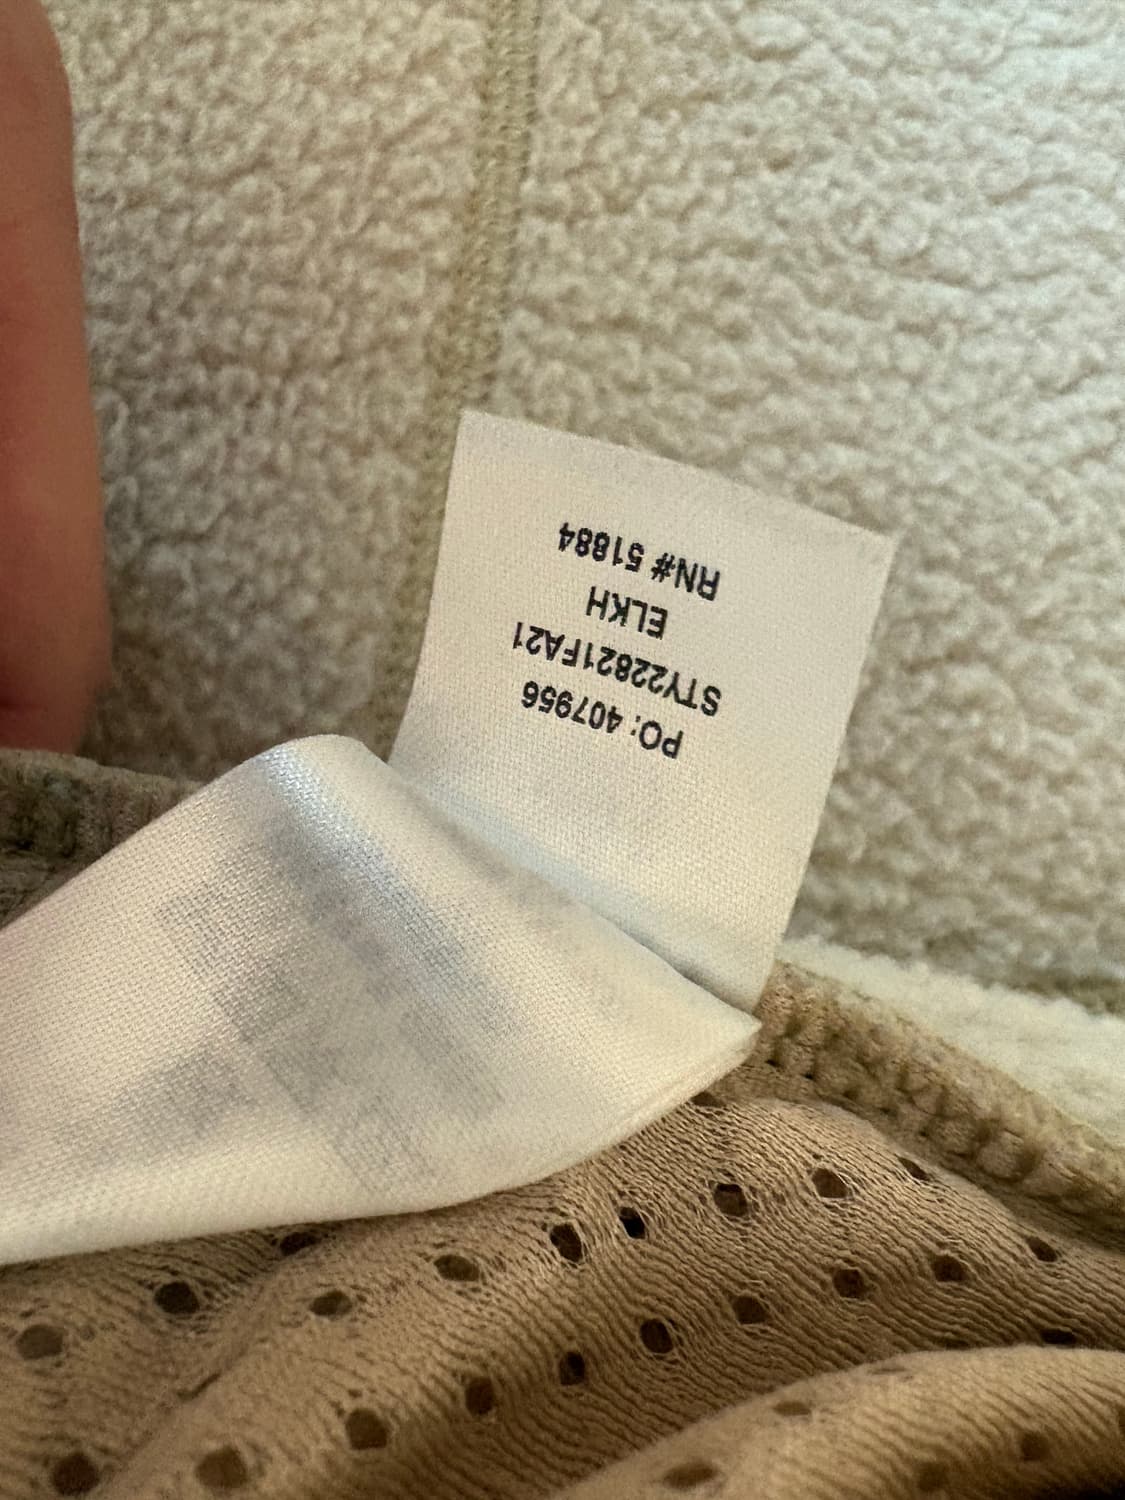 PO: 407956
STY22821FA21
ELKH
RN# 51884